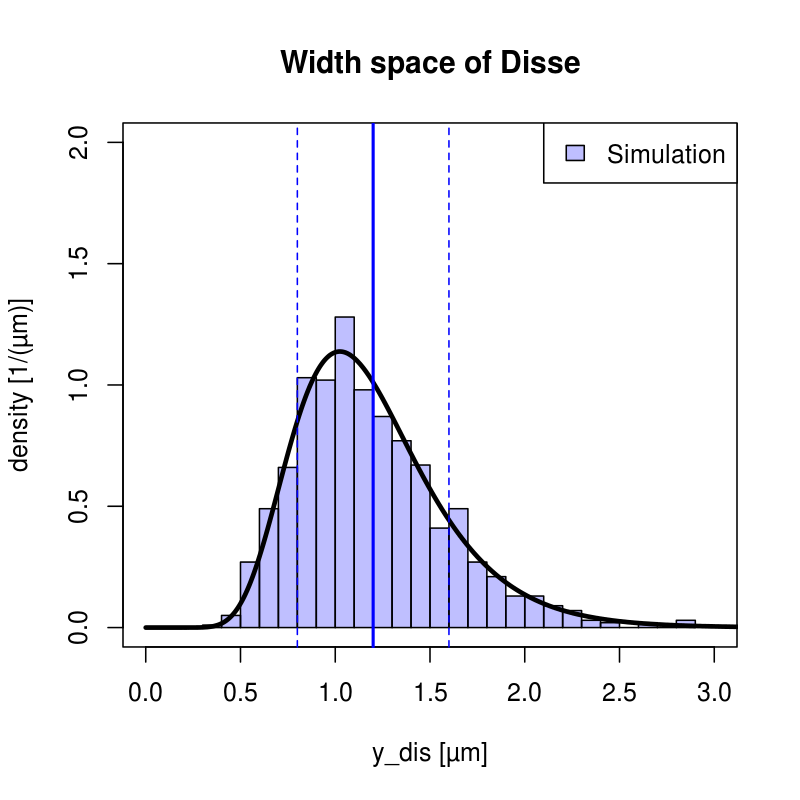 Width space of Disse
Simulation
density [1/(µm)]
2.0
1.5
1.0
0.5
0.0
0.0 0.5 1.0 1.5 2.0 2.5 3.0
y_dis [µm]